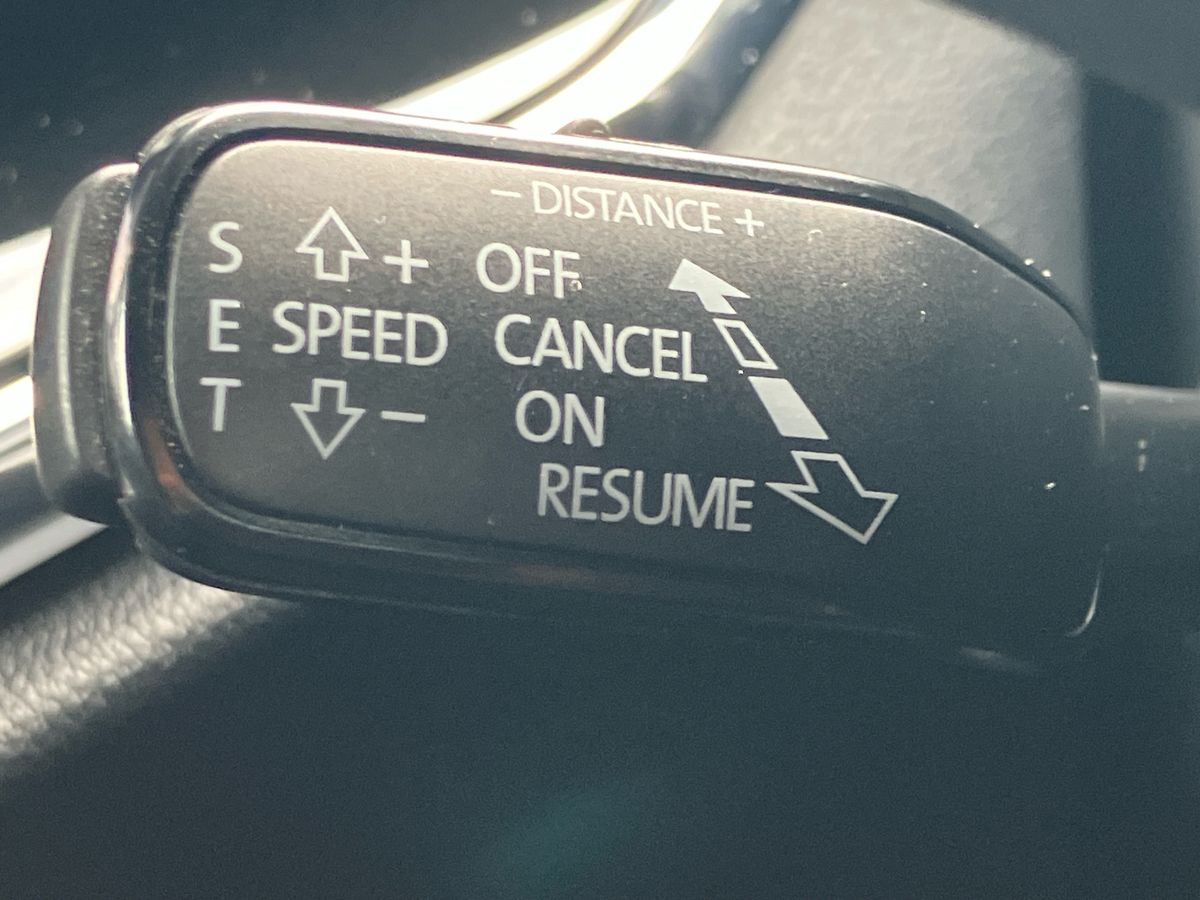 − DISTANCE +
S + OFF
E SPEED CANCEL
T − ON
RESUME